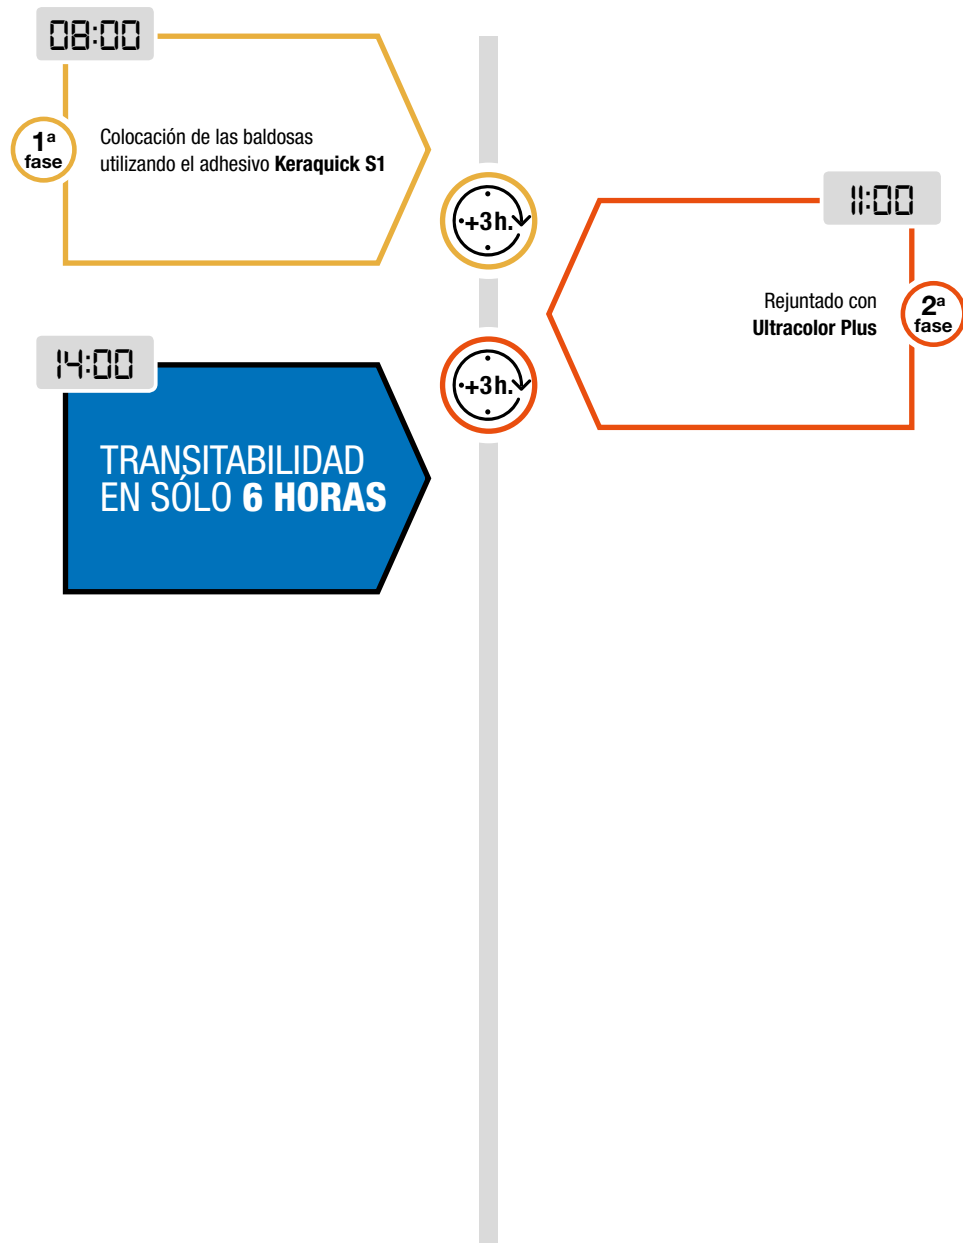 08:00
1ª
fase
Colocación de las baldosas
utilizando el adhesivo Keraquick S1
+3h.
11:00
Rejuntado con
Ultracolor Plus
2ª
fase
+3h.
14:00
TRANSITABILIDAD
EN SÓLO 6 HORAS